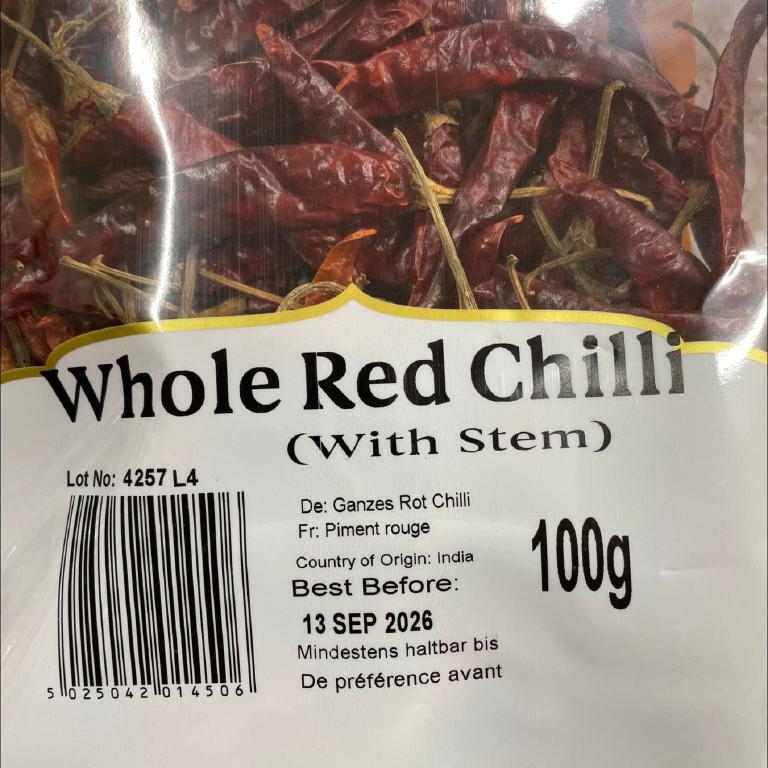 Whole Red Chilli
(With Stem)
Lot No: 4257 L4
De: Ganzes Rot Chilli
Fr: Piment rouge
Country of Origin: India
Best Before:
13 SEP 2026
Mindestens haltbar bis
De préférence avant
100g
5 025042 014506